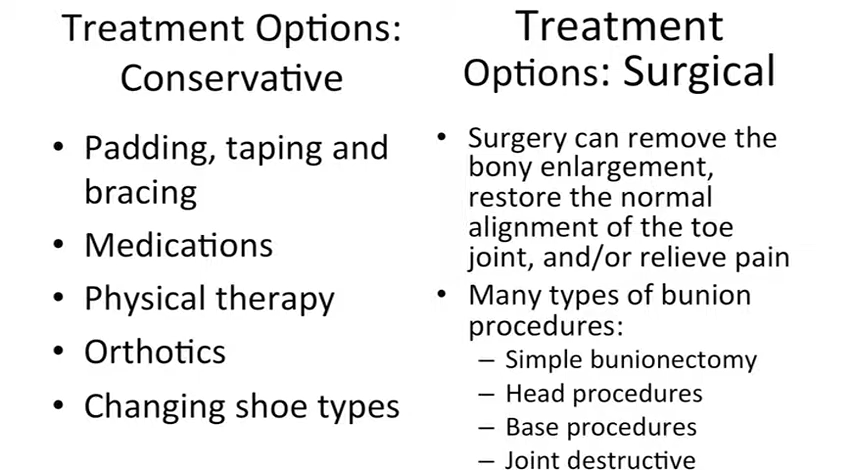 Treatment Options:
Conservative
• Padding, taping and
bracing
• Medications
• Physical therapy
• Orthotics
• Changing shoe types
Treatment
Options: Surgical
• Surgery can remove the
bony enlargement,
restore the normal
alignment of the toe
joint, and/or relieve pain
• Many types of bunion
procedures:
– Simple bunionectomy
– Head procedures
– Base procedures
– Joint destructive